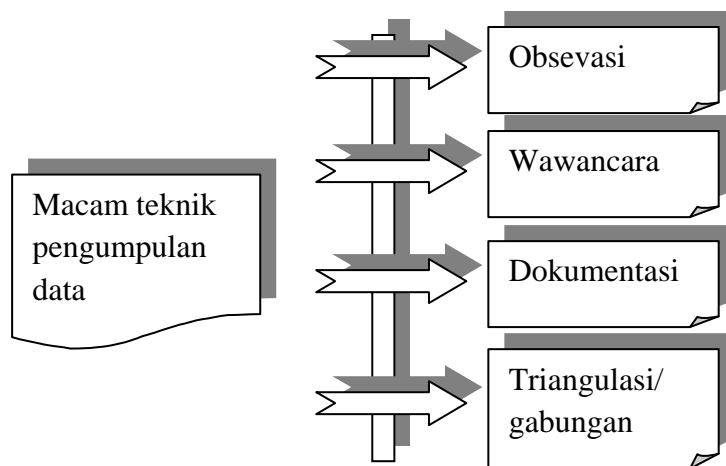 Macam teknik
pengumpulan
data
Obsevasi
Wawancara
Dokumentasi
Triangulasi/
gabungan